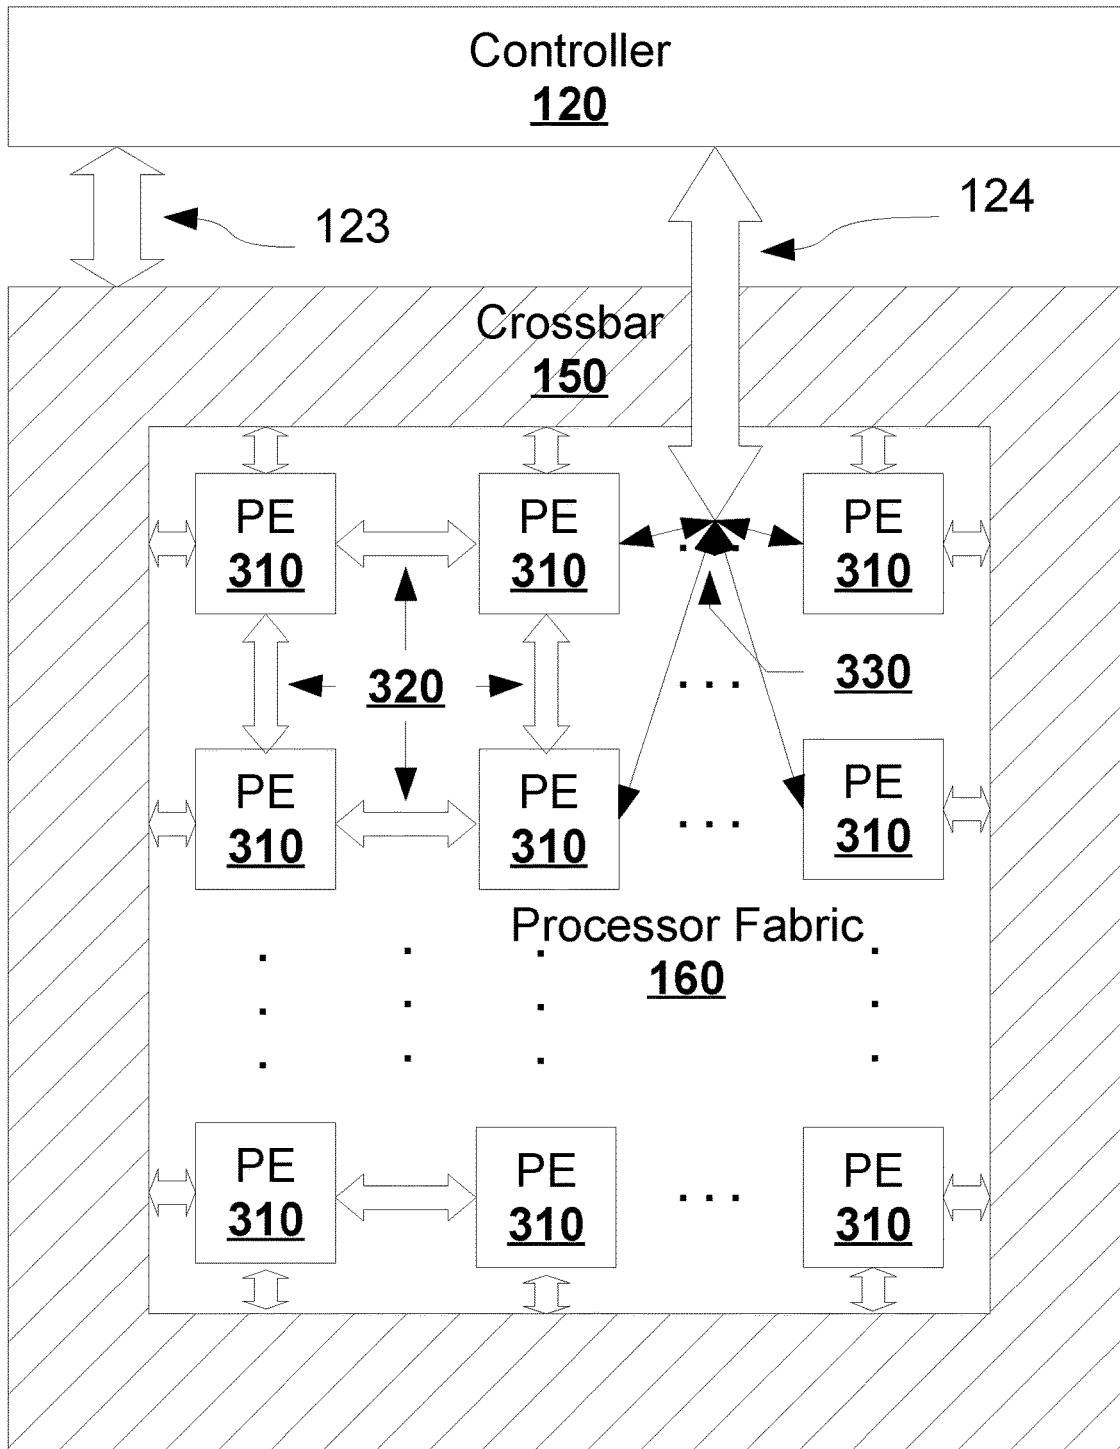 Controller
120
123
124
Crossbar
150
PE
310
PE
310
. . .
PE
310
320
. . .
330
PE
310
PE
310
. . .
PE
310
Processor Fabric
160
PE
310
PE
310
. . .
PE
310